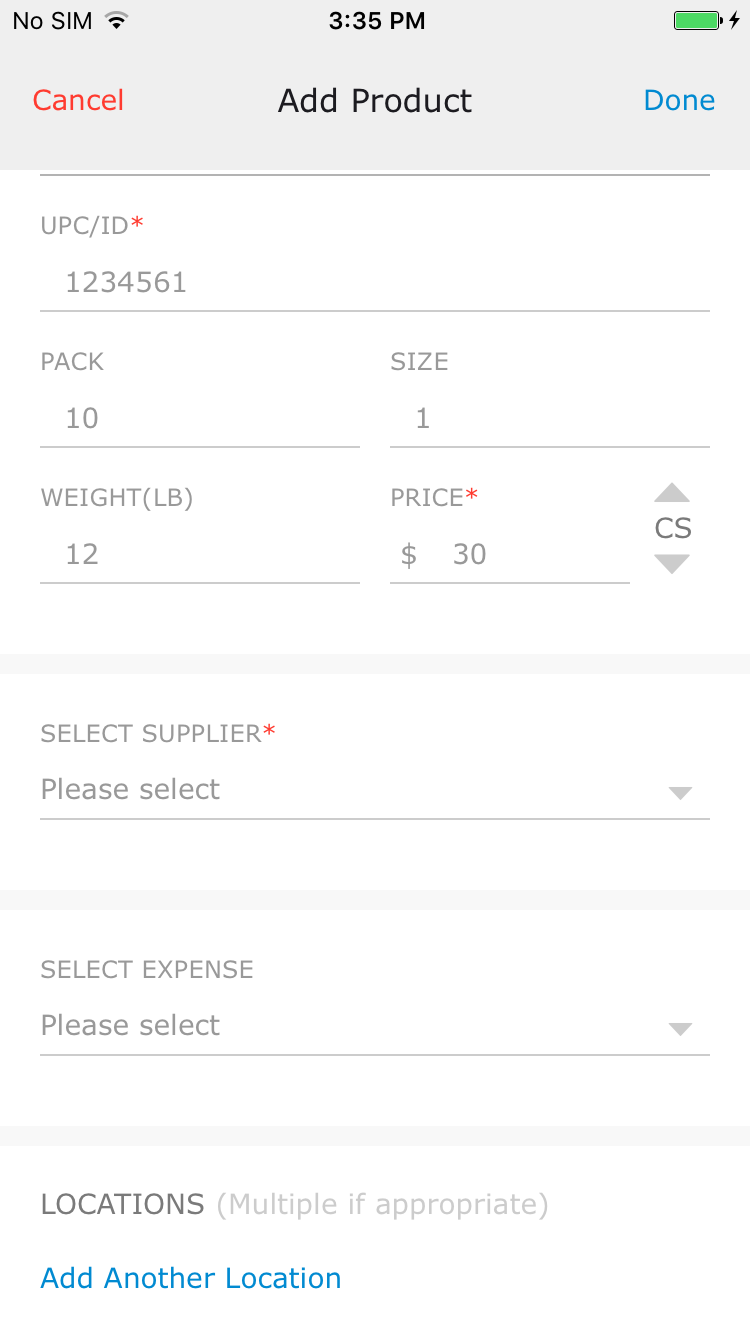 No SIM 3:35 PM
Cancel Add Product Done
UPC/ID*
1234561
PACK SIZE
10 1
WEIGHT(LB) PRICE*
CS
12 $ 30
SELECT SUPPLIER*
Please select
SELECT EXPENSE
Please select
LOCATIONS (Multiple if appropriate)
Add Another Location